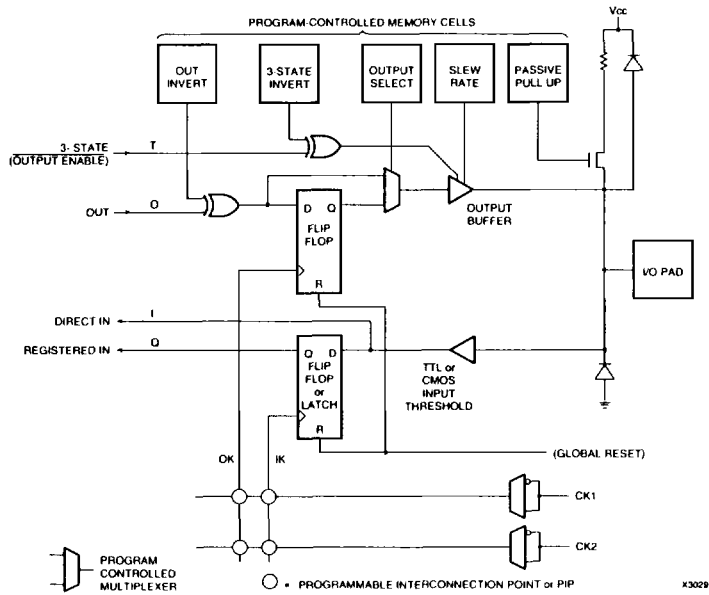 PROGRAM-CONTROLLED MEMORY CELLS
Vcc
OUT
INVERT
3-STATE
INVERT
OUTPUT
SELECT
SLEW
RATE
PASSIVE
PULL UP
3- STATE
(OUTPUT ENABLE)
T
OUT
O
D Q
FLIP
FLOP
R
OUTPUT
BUFFER
I/O PAD
DIRECT IN
I
REGISTERED IN
Q
Q D
FLIP
FLOP
or
LATCH
R
TTL or
CMOS
INPUT
THRESHOLD
OK
IK
(GLOBAL RESET)
CK1
CK2
PROGRAM
CONTROLLED
MULTIPLEXER
= PROGRAMMABLE INTERCONNECTION POINT or PIP
X3029